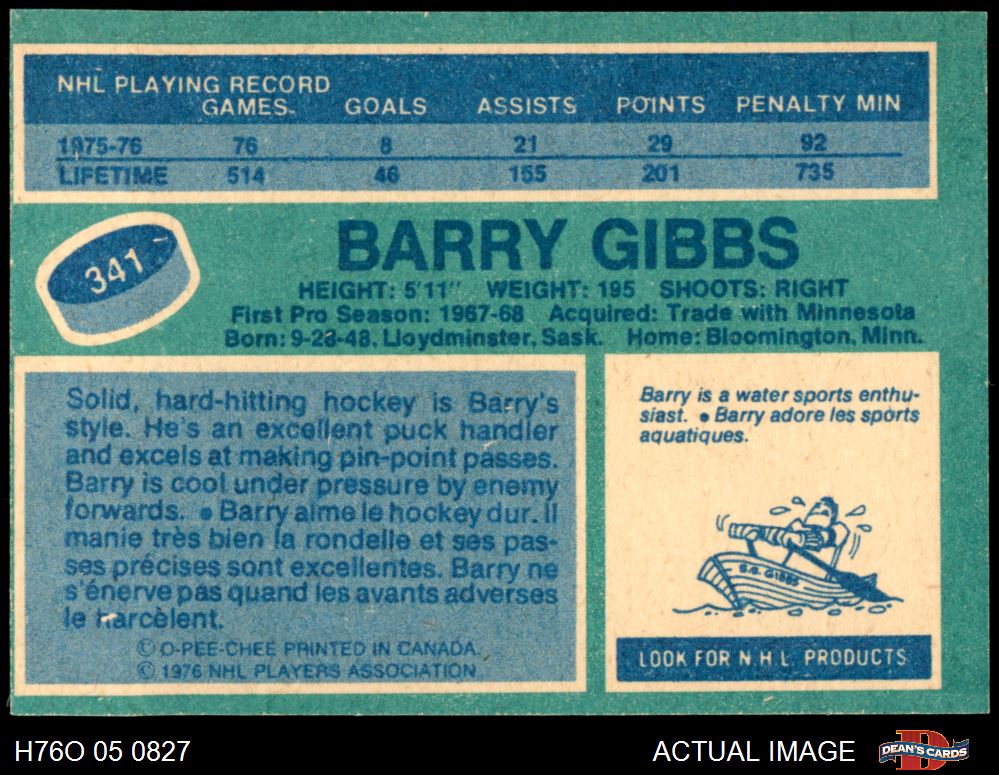 NHL PLAYING RECORD
GAMES GOALS ASSISTS POINTS PENALTY MIN
1975-76 76 8 21 29 92
LIFETIME 514 46 155 201 735
341
BARRY GIBBS
HEIGHT: 5'11" WEIGHT: 195 SHOOTS: RIGHT
First Pro Season: 1967-68 Acquired: Trade with Minnesota
Born: 9-28-48, Lloydminster, Sask. Home: Bloomington, Minn.
Solid, hard-hitting hockey is Barry's
style. He's an excellent puck handler
and excels at making pin-point passes.
Barry is cool under pressure by enemy
forwards. • Barry aime le hockey dur. Il
manie très bien la rondelle et ses pas-
ses précises sont excellentes. Barry ne
s'énerve pas quand les avants adverses
le harcèlent.
© O-PEE-CHEE PRINTED IN CANADA.
© 1976 NHL PLAYERS ASSOCIATION
Barry is a water sports enthu-
siast. • Barry adore les sports
aquatiques.
S.S. GIBBS
LOOK FOR N.H.L. PRODUCTS
H76O 05 0827
ACTUAL IMAGE
D
DEAN'S CARDS